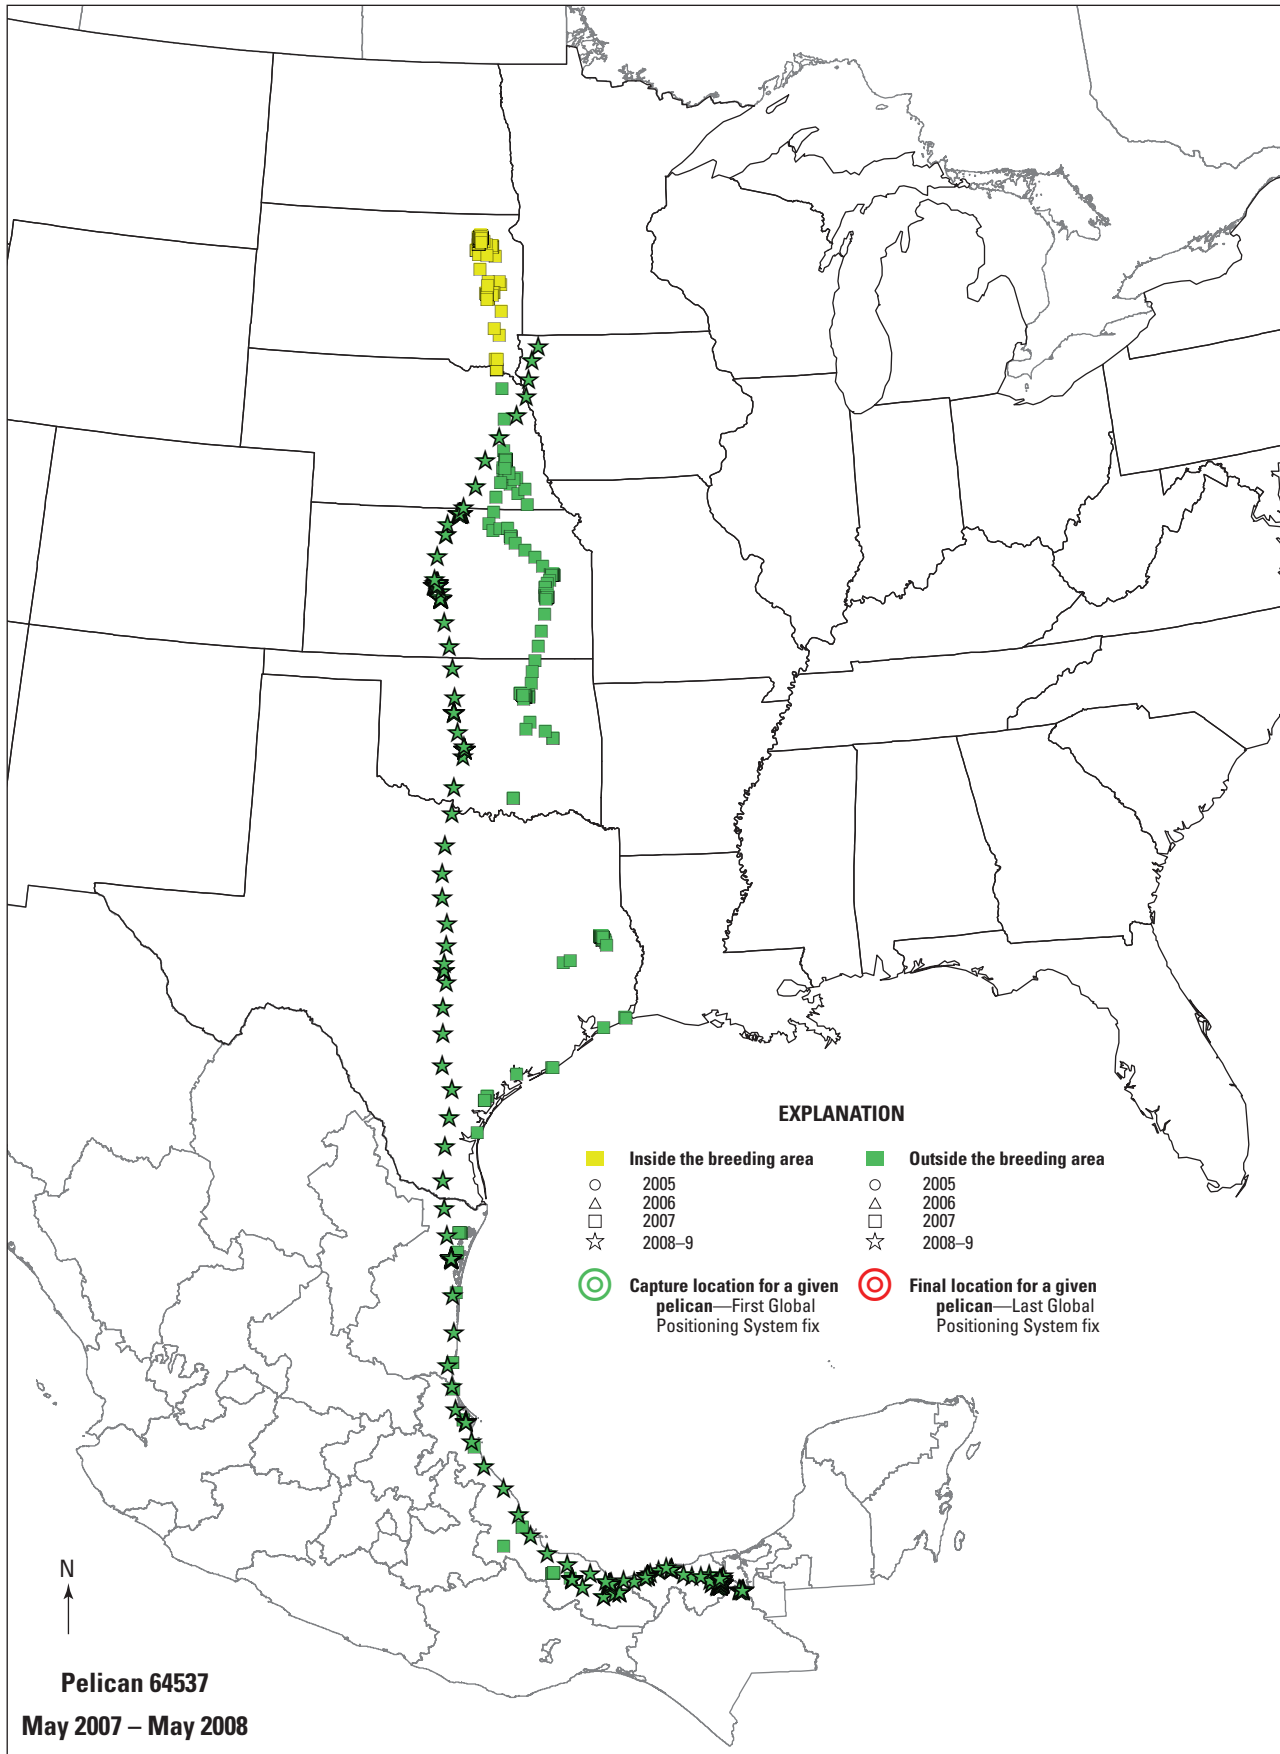 EXPLANATION
Inside the breeding area
2005
2006
2007
2008–9
Capture location for a given
pelican—First Global
Positioning System fix
Outside the breeding area
2005
2006
2007
2008–9
Final location for a given
pelican—Last Global
Positioning System fix
N
Pelican 64537
May 2007 – May 2008